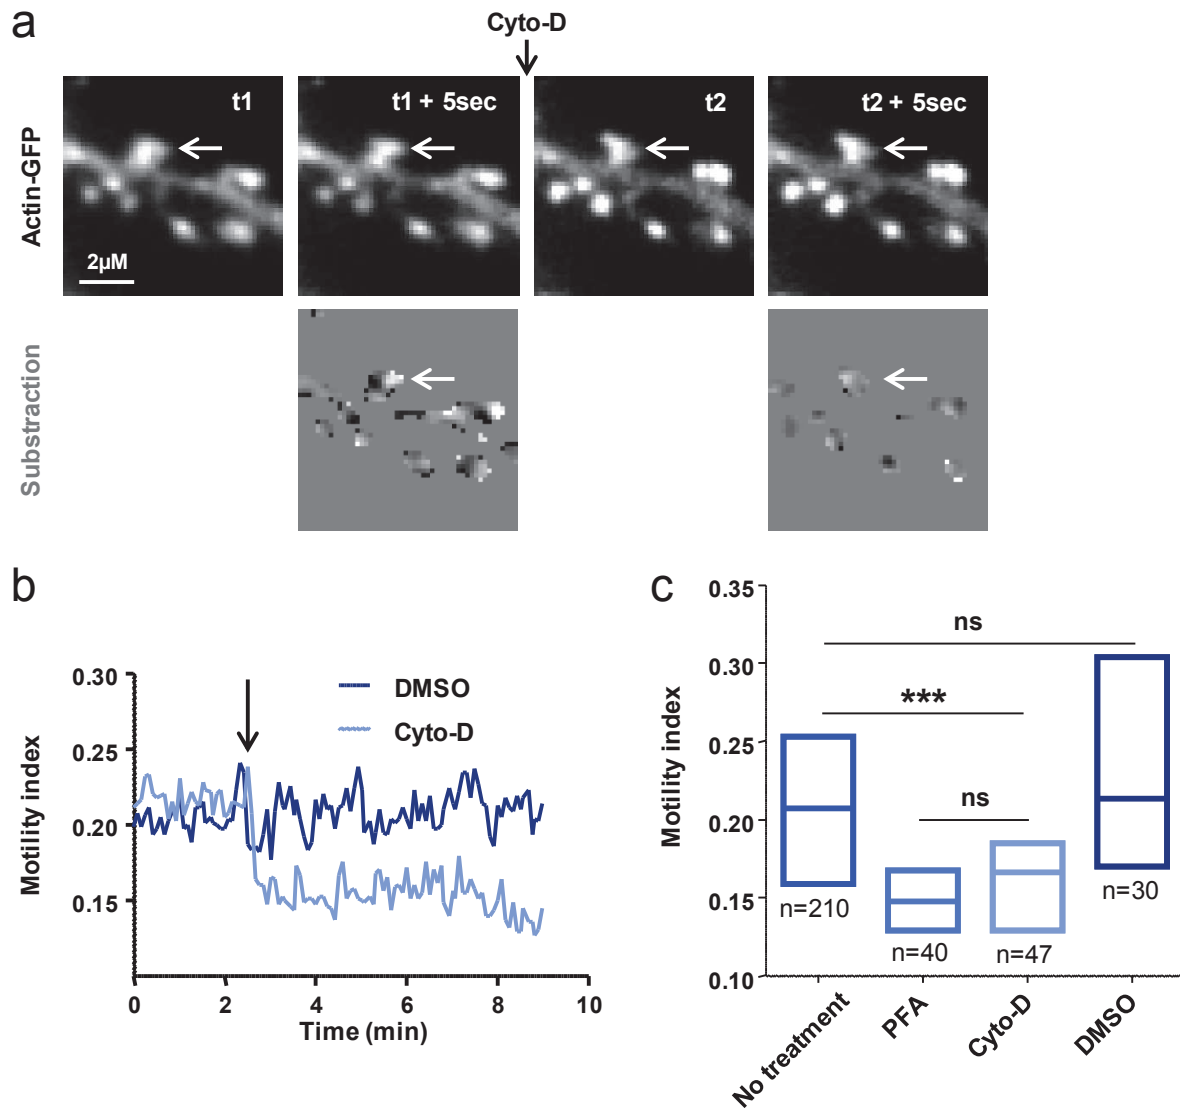 a
Cyto-D
t1
t1 + 5sec
t2
t2 + 5sec
Actin-GFP
2µM
Substraction
b
0.30
0.25
0.20
0.15
Motility index
DMSO
Cyto-D
0
2
4
6
8
10
Time (min)
c
0.35
0.30
0.25
0.20
0.15
0.10
Motility index
ns
***
ns
n=210
n=40
n=47
n=30
No treatment
PFA
Cyto-D
DMSO